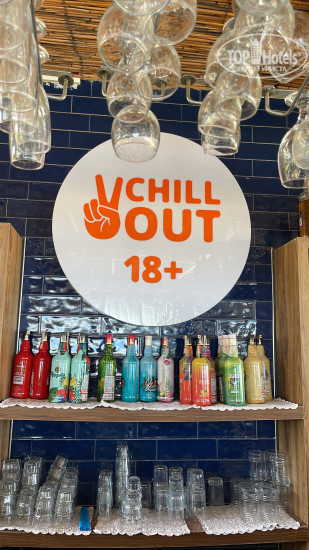 TOP Hotels
CHILL
OUT
18+